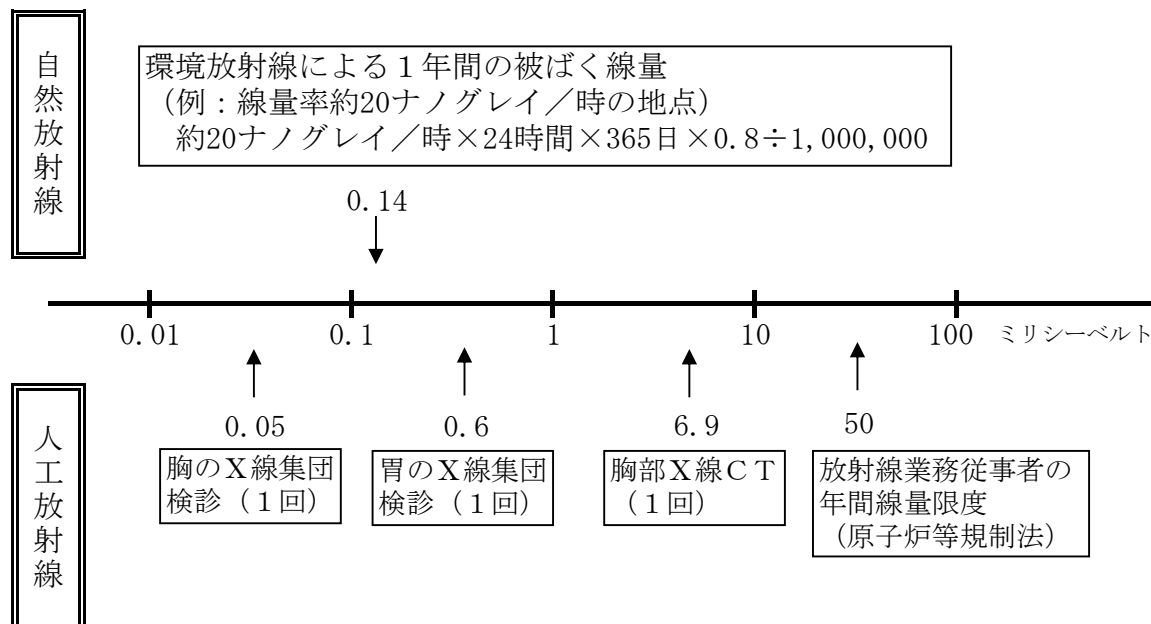 自然放射線
環境放射線による１年間の被ばく線量
（例：線量率約20ナノグレイ／時の地点）
約20ナノグレイ／時×24時間×365日×0.8÷1,000,000
0.14
0.01 0.1 1 10 100 ミリシーベルト
人工放射線
0.05
胸のＸ線集団
検診（１回）
0.6
胃のＸ線集団
検診（１回）
6.9
胸部Ｘ線ＣＴ
（１回）
50
放射線業務従事者の
年間線量限度
（原子炉等規制法）